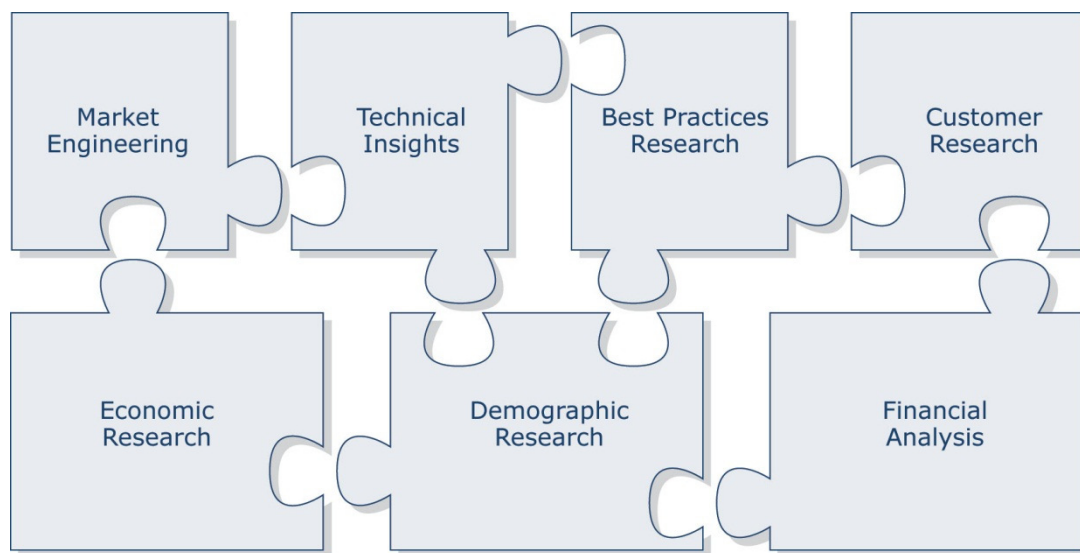 Market
Engineering
Technical
Insights
Best Practices
Research
Customer
Research
Economic
Research
Demographic
Research
Financial
Analysis